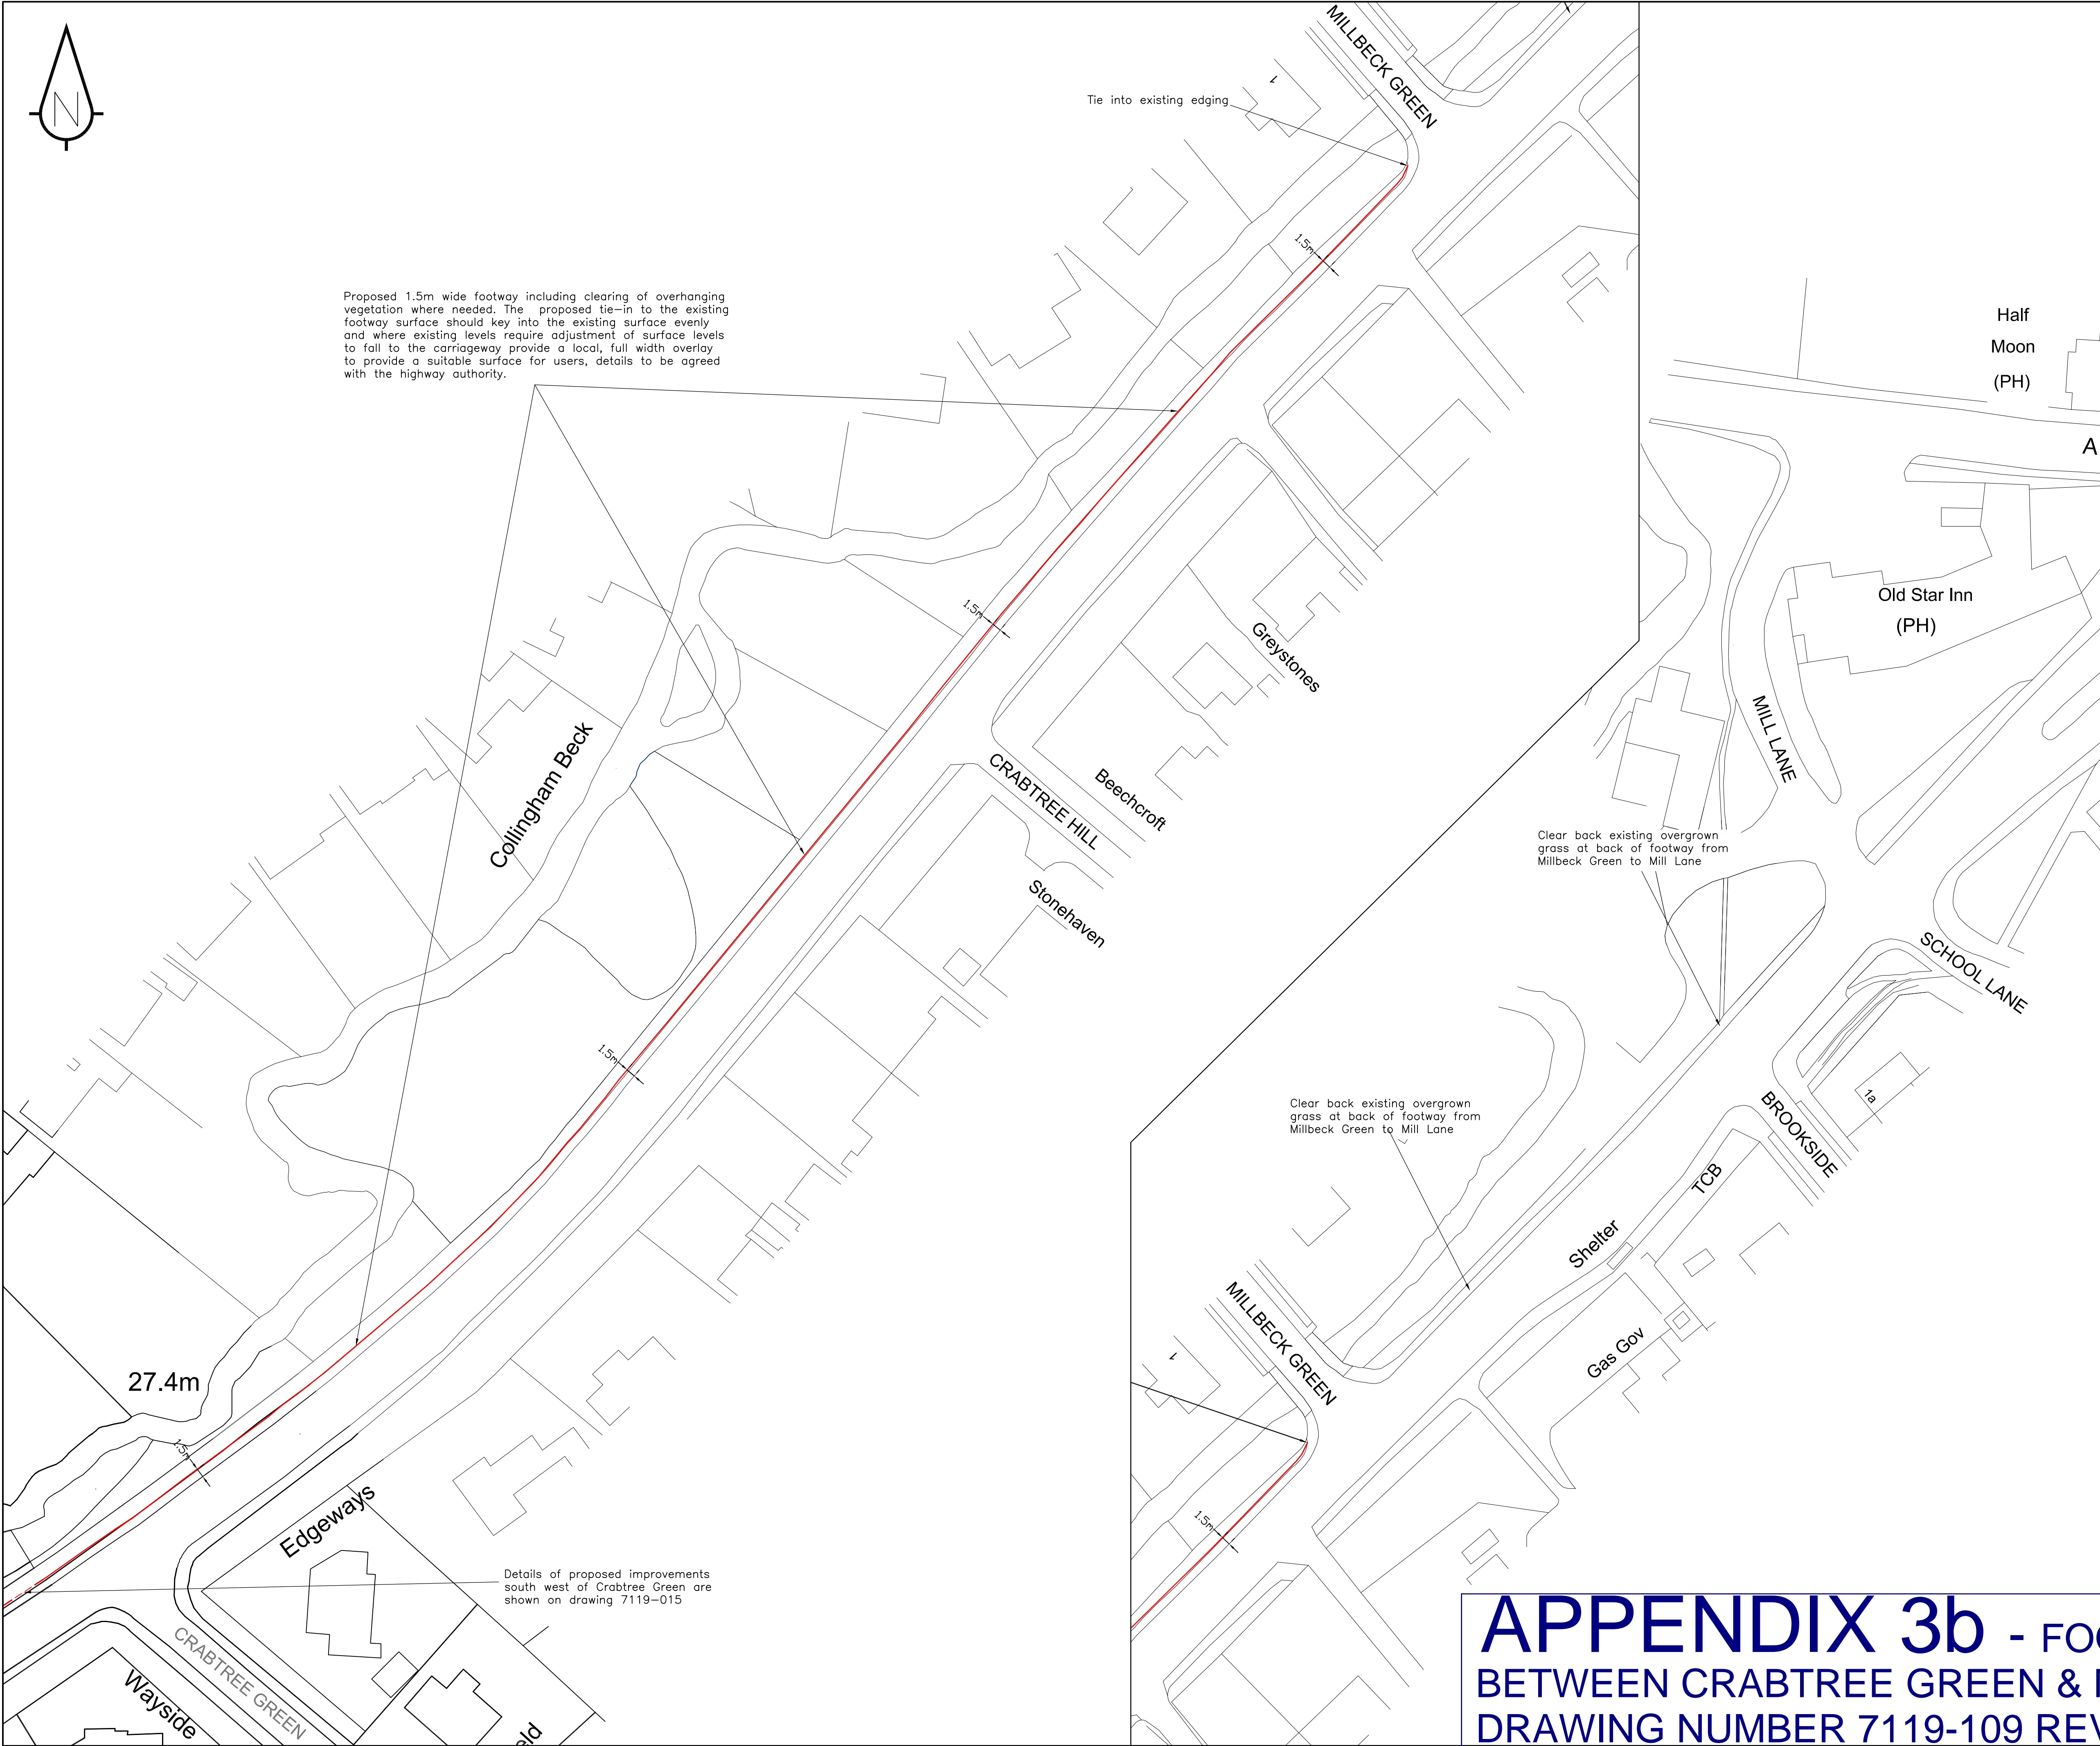 N
MILLBECK GREEN
1
Tie into existing edging
1.5m
Proposed 1.5m wide footway including clearing of overhanging
vegetation where needed. The proposed tie-in to the existing
footway surface should key into the existing surface evenly
and where existing levels require adjustment of surface levels
to fall to the carriageway provide a local, full width overlay
to provide a suitable surface for users, details to be agreed
with the highway authority.
Half
Moon
(PH)
A
Old Star Inn
(PH)
1.5m
Greystones
Collingham Beck
MILL LANE
CRABTREE HILL
Beechcroft
Clear back existing overgrown
grass at back of footway from
Millbeck Green to Mill Lane
Stonehaven
SCHOOL LANE
1.5m
1a
Clear back existing overgrown
grass at back of footway from
Millbeck Green to Mill Lane
BROOKSIDE
TCB
Shelter
MILLBECK GREEN
Gas Gov
1
27.4m
1.5m
1.5m
Edgeways
Details of proposed improvements
south west of Crabtree Green are
shown on drawing 7119-015
CRABTREE GREEN
Wayside
eld
APPENDIX 3b - FOO
BETWEEN CRABTREE GREEN &
DRAWING NUMBER 7119-109 REV